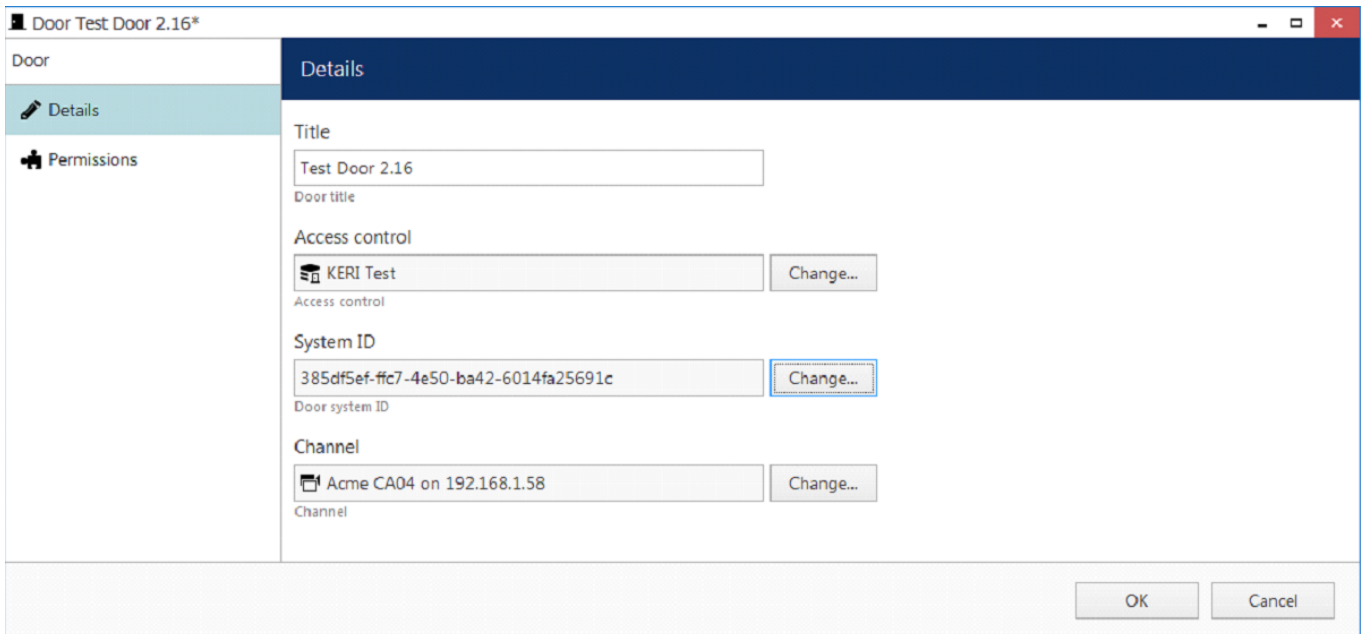 Door Test Door 2.16*
Door
Details
Permissions
Details
Title
Test Door 2.16
Door title
Access control
KERI Test
Change...
Access control
System ID
385df5ef-ffc7-4e50-ba42-6014fa25691c
Change...
Door system ID
Channel
Acme CA04 on 192.168.1.58
Change...
Channel
OK
Cancel